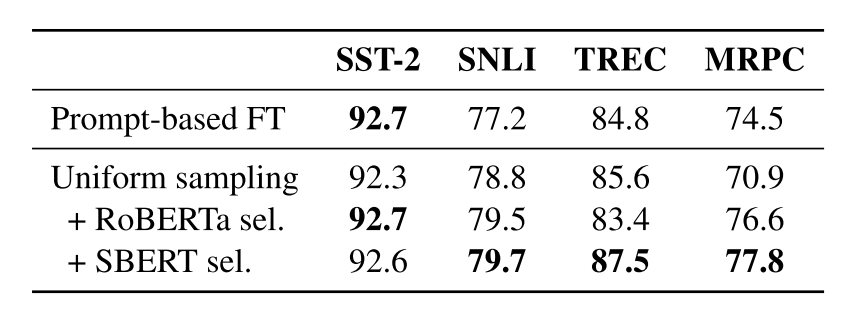 SST-2 SNLI TREC MRPC
Prompt-based FT 92.7 77.2 84.8 74.5
Uniform sampling 92.3 78.8 85.6 70.9
+ RoBERTa sel. 92.7 79.5 83.4 76.6
+ SBERT sel. 92.6 79.7 87.5 77.8